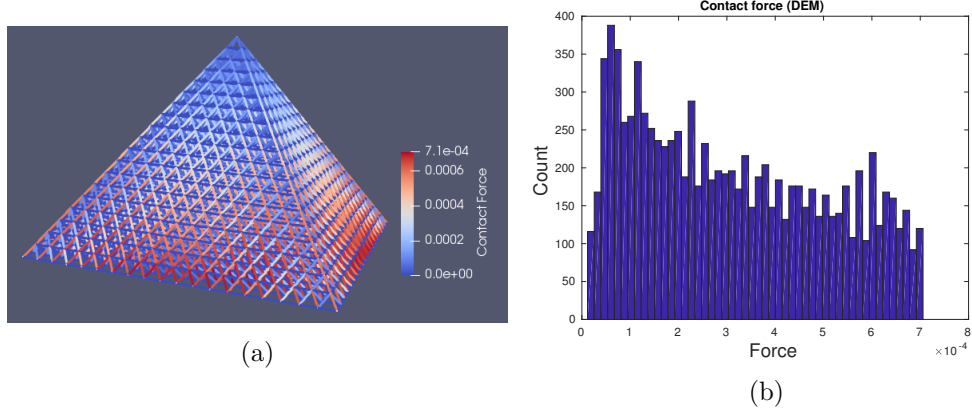 7.1e-04
0.0006
0.0004
0.0002
0.0e+00
Contact Force
(a)
Contact force (DEM)
400
350
300
250
200
150
100
50
0
Count
0 1 2 3 4 5 6 7 8
Force
×10⁻⁴
(b)